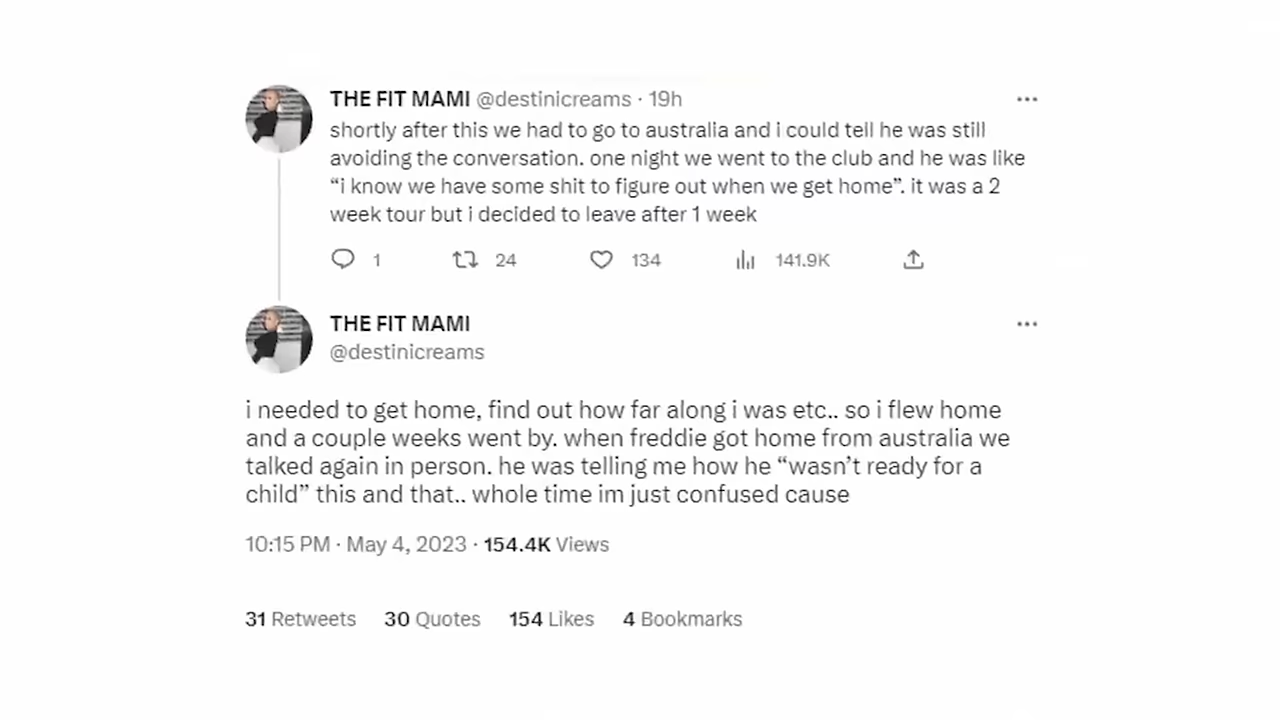 THE FIT MAMI @destinicreams · 19h
shortly after this we had to go to australia and i could tell he was still
avoiding the conversation. one night we went to the club and he was like
“i know we have some shit to figure out when we get home”. it was a 2
week tour but i decided to leave after 1 week
1 24 134 141.9K
THE FIT MAMI
@destinicreams
i needed to get home, find out how far along i was etc.. so i flew home
and a couple weeks went by. when freddie got home from australia we
talked again in person. he was telling me how he “wasn’t ready for a
child” this and that.. whole time im just confused cause
10:15 PM · May 4, 2023 · 154.4K Views
31 Retweets 30 Quotes 154 Likes 4 Bookmarks